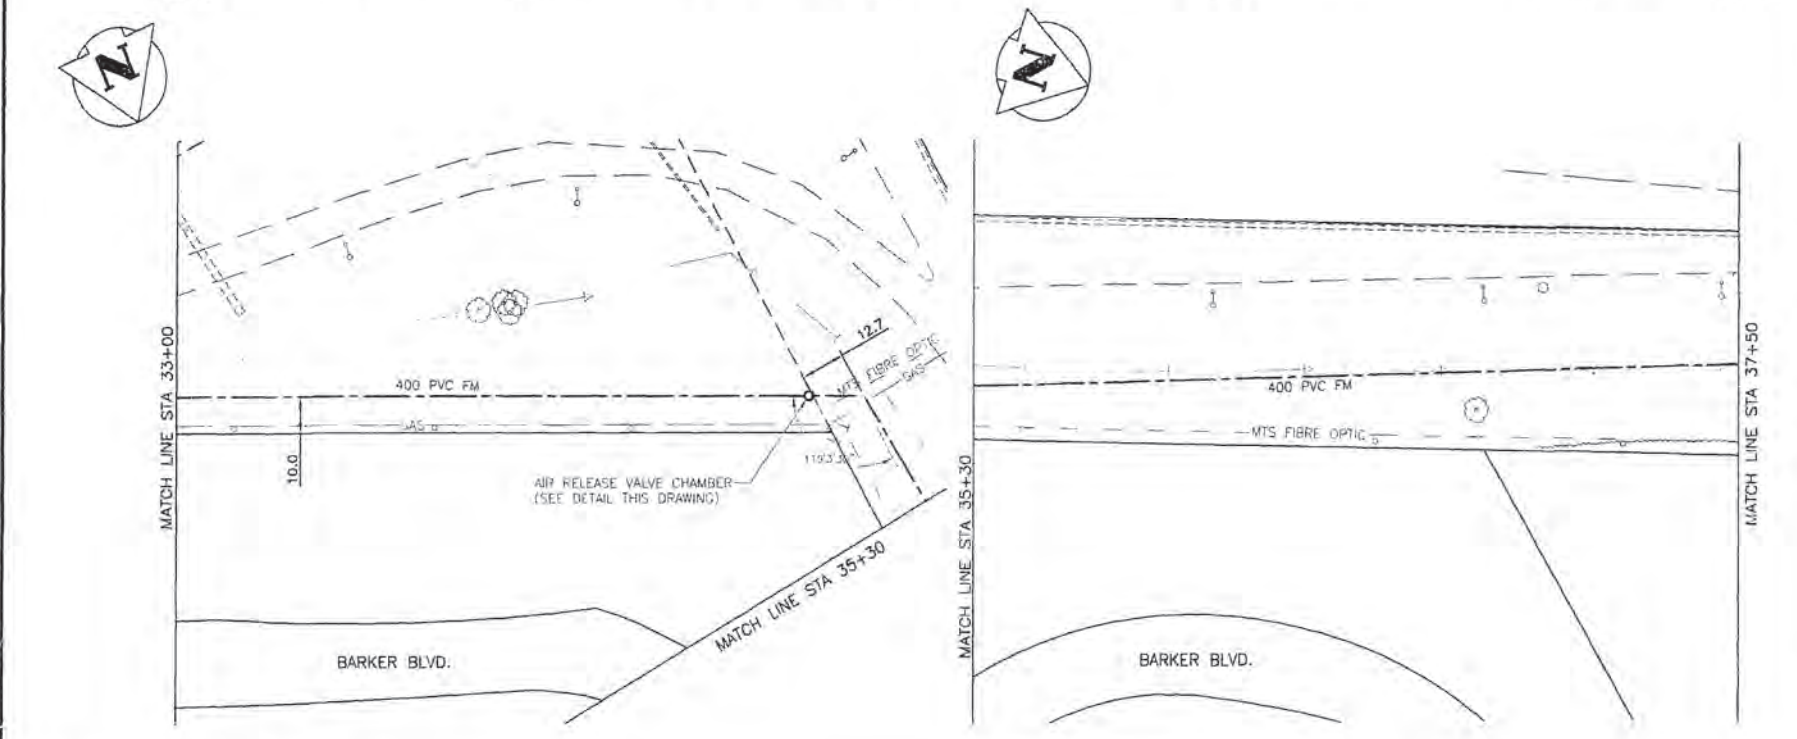 N
N
MATCH LINE STA 33+00
400 PVC FM
GAS
10.0
12.7
MTS FIBRE OPTIC
GAS
AIR RELEASE VALVE CHAMBER
(SEE DETAIL THIS DRAWING)
MATCH LINE STA 35+30
BARKER BLVD.
MATCH LINE STA 35+30
400 PVC FM
MTS FIBRE OPTIC
BARKER BLVD.
MATCH LINE STA 37+50